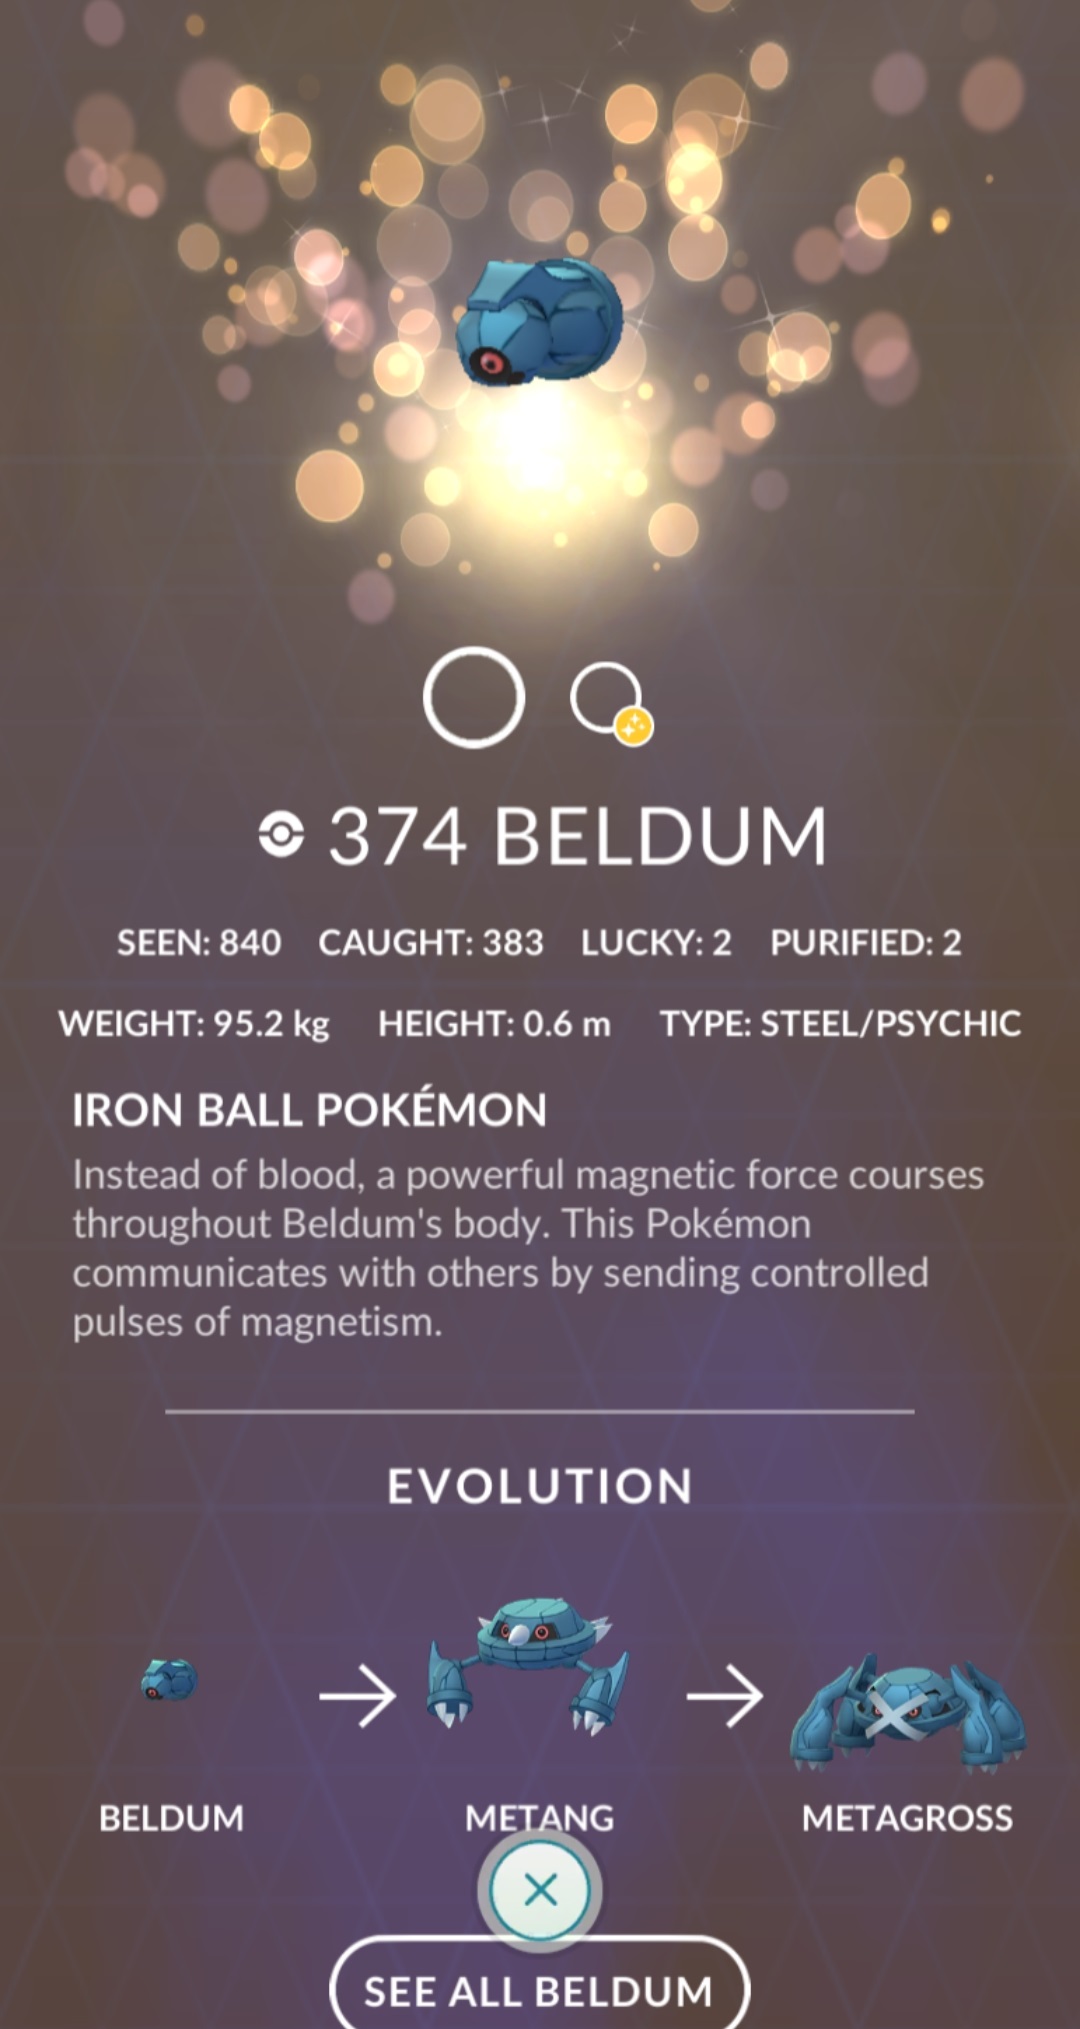 374 BELDUM
SEEN: 840 CAUGHT: 383 LUCKY: 2 PURIFIED: 2
WEIGHT: 95.2 kg HEIGHT: 0.6 m TYPE: STEEL/PSYCHIC
IRON BALL POKÉMON
Instead of blood, a powerful magnetic force courses
throughout Beldum's body. This Pokémon
communicates with others by sending controlled
pulses of magnetism.
EVOLUTION
BELDUM METANG METAGROSS
SEE ALL BELDUM